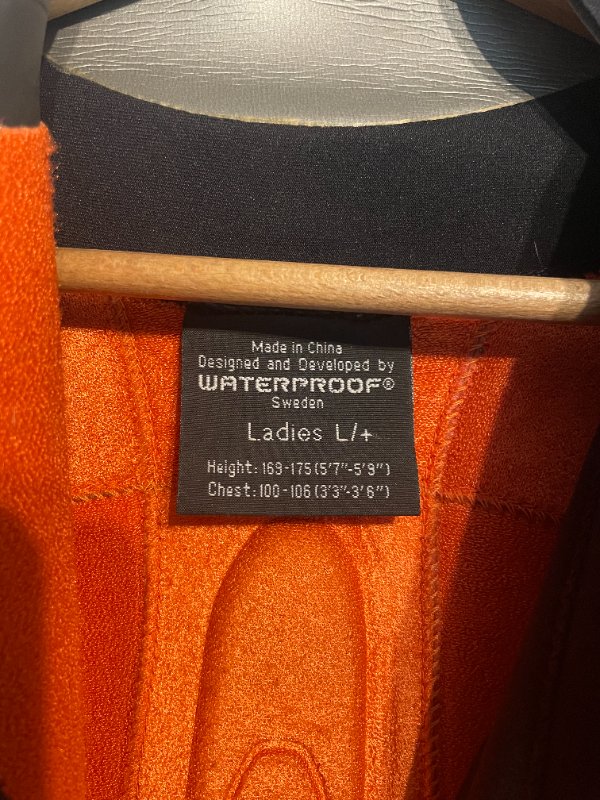 Made in China
Designed and Developed by
WATERPROOF®
Sweden
Ladies L/+
Height: 169-175 (5'7"-5'9")
Chest: 100-106 (3'3"-3'6")